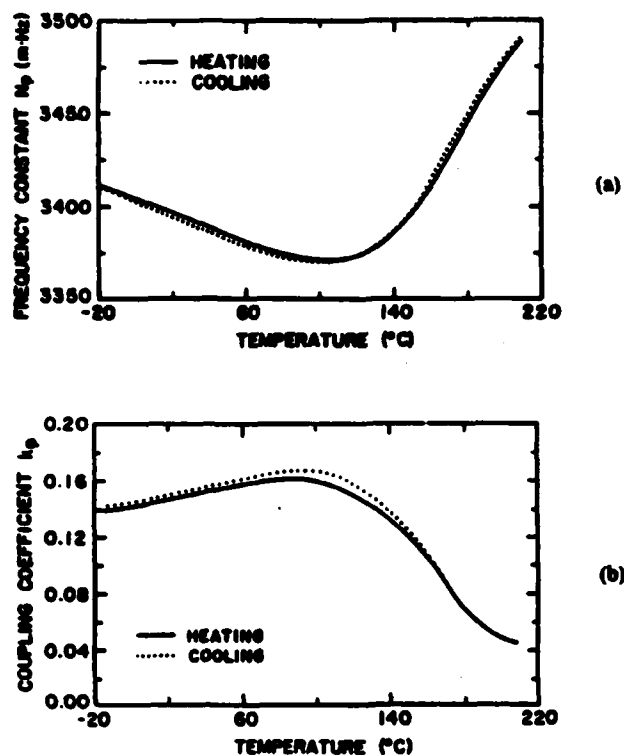 3500
3450
3400
3350
FREQUENCY CONSTANT Np (m·Hz)
HEATING
COOLING
-20 60 140 220
TEMPERATURE (°C)
(a)
0.20
0.16
0.12
0.08
0.04
0.00
COUPLING COEFFICIENT kp
HEATING
COOLING
-20 60 140 220
TEMPERATURE (°C)
(b)